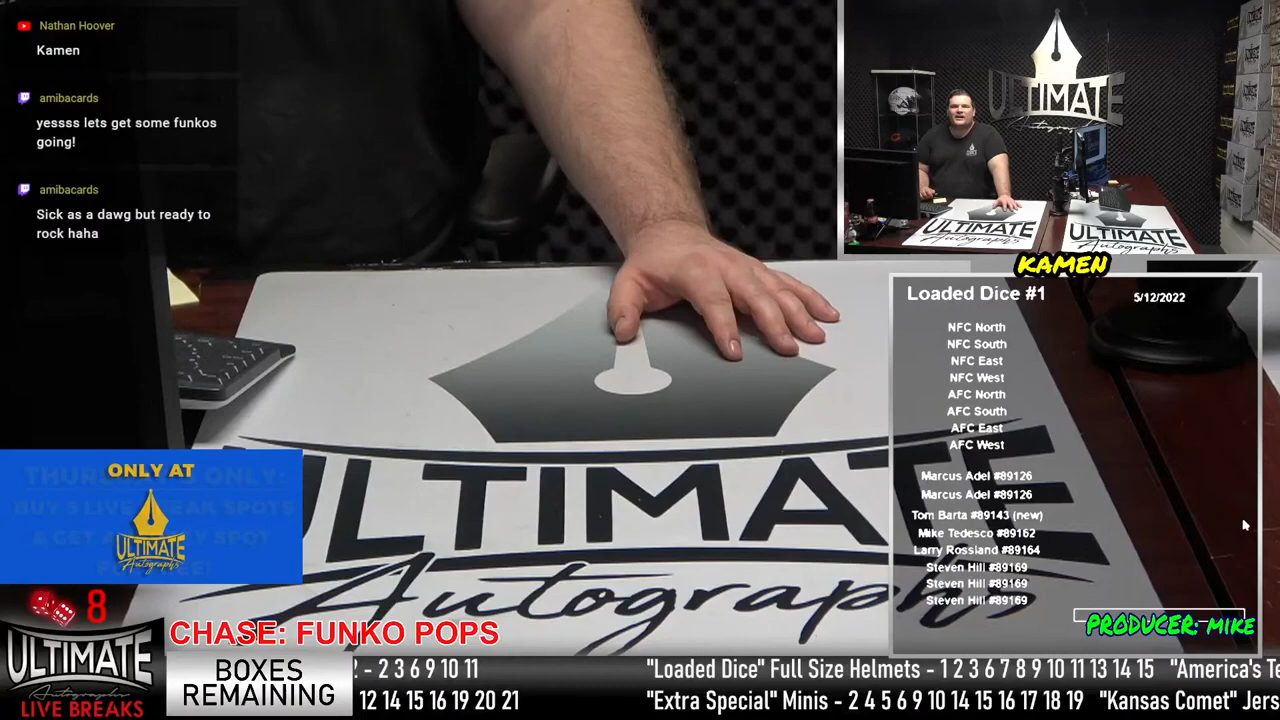 Nathan Hoover
Kamen
amibacards
yessss lets get some funkos
going!
amibacards
Sick as a dawg but ready to
rock haha
ULTIMATE
Autographs
ULTIMATE
Autographs
ULTIMATE
Autographs
KAMEN
Loaded Dice #1
5/12/2022
NFC North
NFC South
NFC East
NFC West
AFC North
AFC South
AFC East
AFC West
Marcus Adel #89126
Marcus Adel #89126
Tom Barta #89143 (new)
Mike Tedesco #89162
Larry Rossland #89164
Steven Hill #89169
Steven Hill #89169
Steven Hill #89169
PRODUCER: MIKE
ULTIMATE
Autographs
ONLY AT
ULTIMATE
Autographs
8
CHASE: FUNKO POPS
ULTIMATE
Autographs
LIVE BREAKS
BOXES
REMAINING
- 2 3 6 9 10 11 "Loaded Dice" Full Size Helmets - 1 2 3 6 7 8 9 10 11 13 14 15 "America's Te
12 14 15 16 19 20 21 "Extra Special" Minis - 2 4 5 6 9 10 14 15 16 17 18 19 "Kansas Comet" Jers